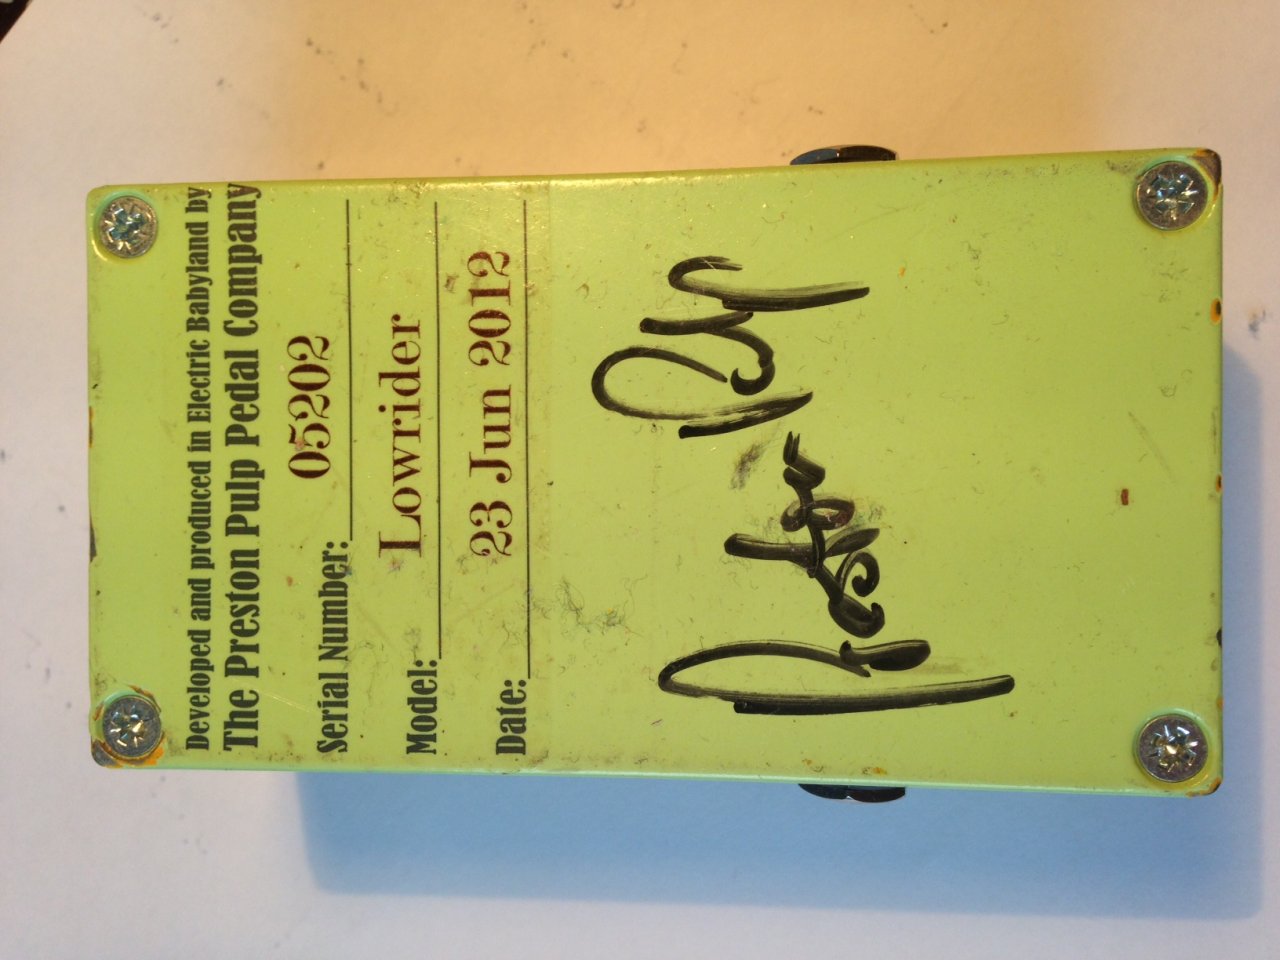 Developed and produced in Electric Babyland by
The Preston Pulp Pedal Company
Serial Number: 05202
Model: Lowrider
Date: 23 Jun 2012